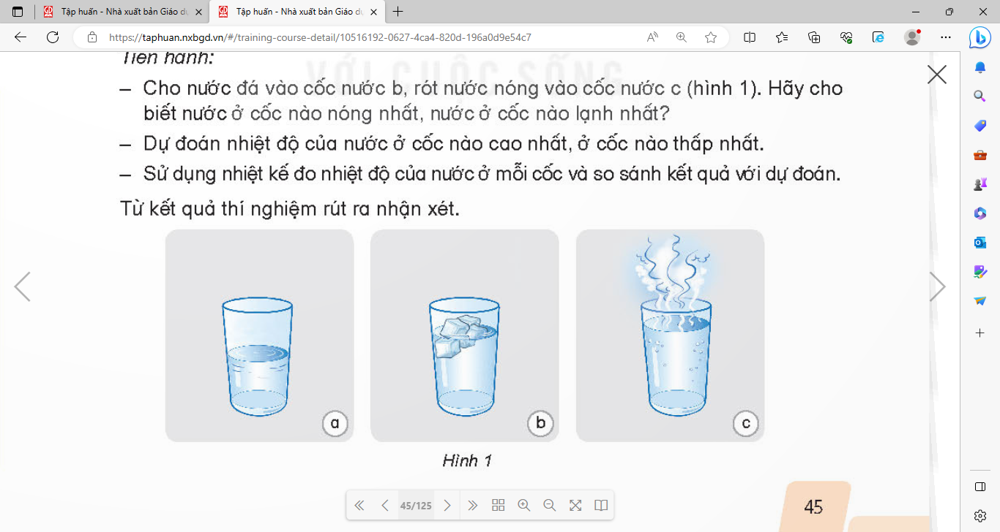 Tập huấn - Nhà xuất bản Giáo dụ
Tập huấn - Nhà xuất bản Giáo dụ
https://taphuan.nxbgd.vn/#/training-course-detail/10516192-0627-4ca4-820d-196a0d9e54c7
VỚI CUỘC SỐNG
Tiến hành:
– Cho nước đá vào cốc nước b, rót nước nóng vào cốc nước c (hình 1). Hãy cho
biết nước ở cốc nào nóng nhất, nước ở cốc nào lạnh nhất?
– Dự đoán nhiệt độ của nước ở cốc nào cao nhất, ở cốc nào thấp nhất.
– Sử dụng nhiệt kế đo nhiệt độ của nước ở mỗi cốc và so sánh kết quả với dự đoán.
Từ kết quả thí nghiệm rút ra nhận xét.
a
b
c
Hình 1
45/125
45